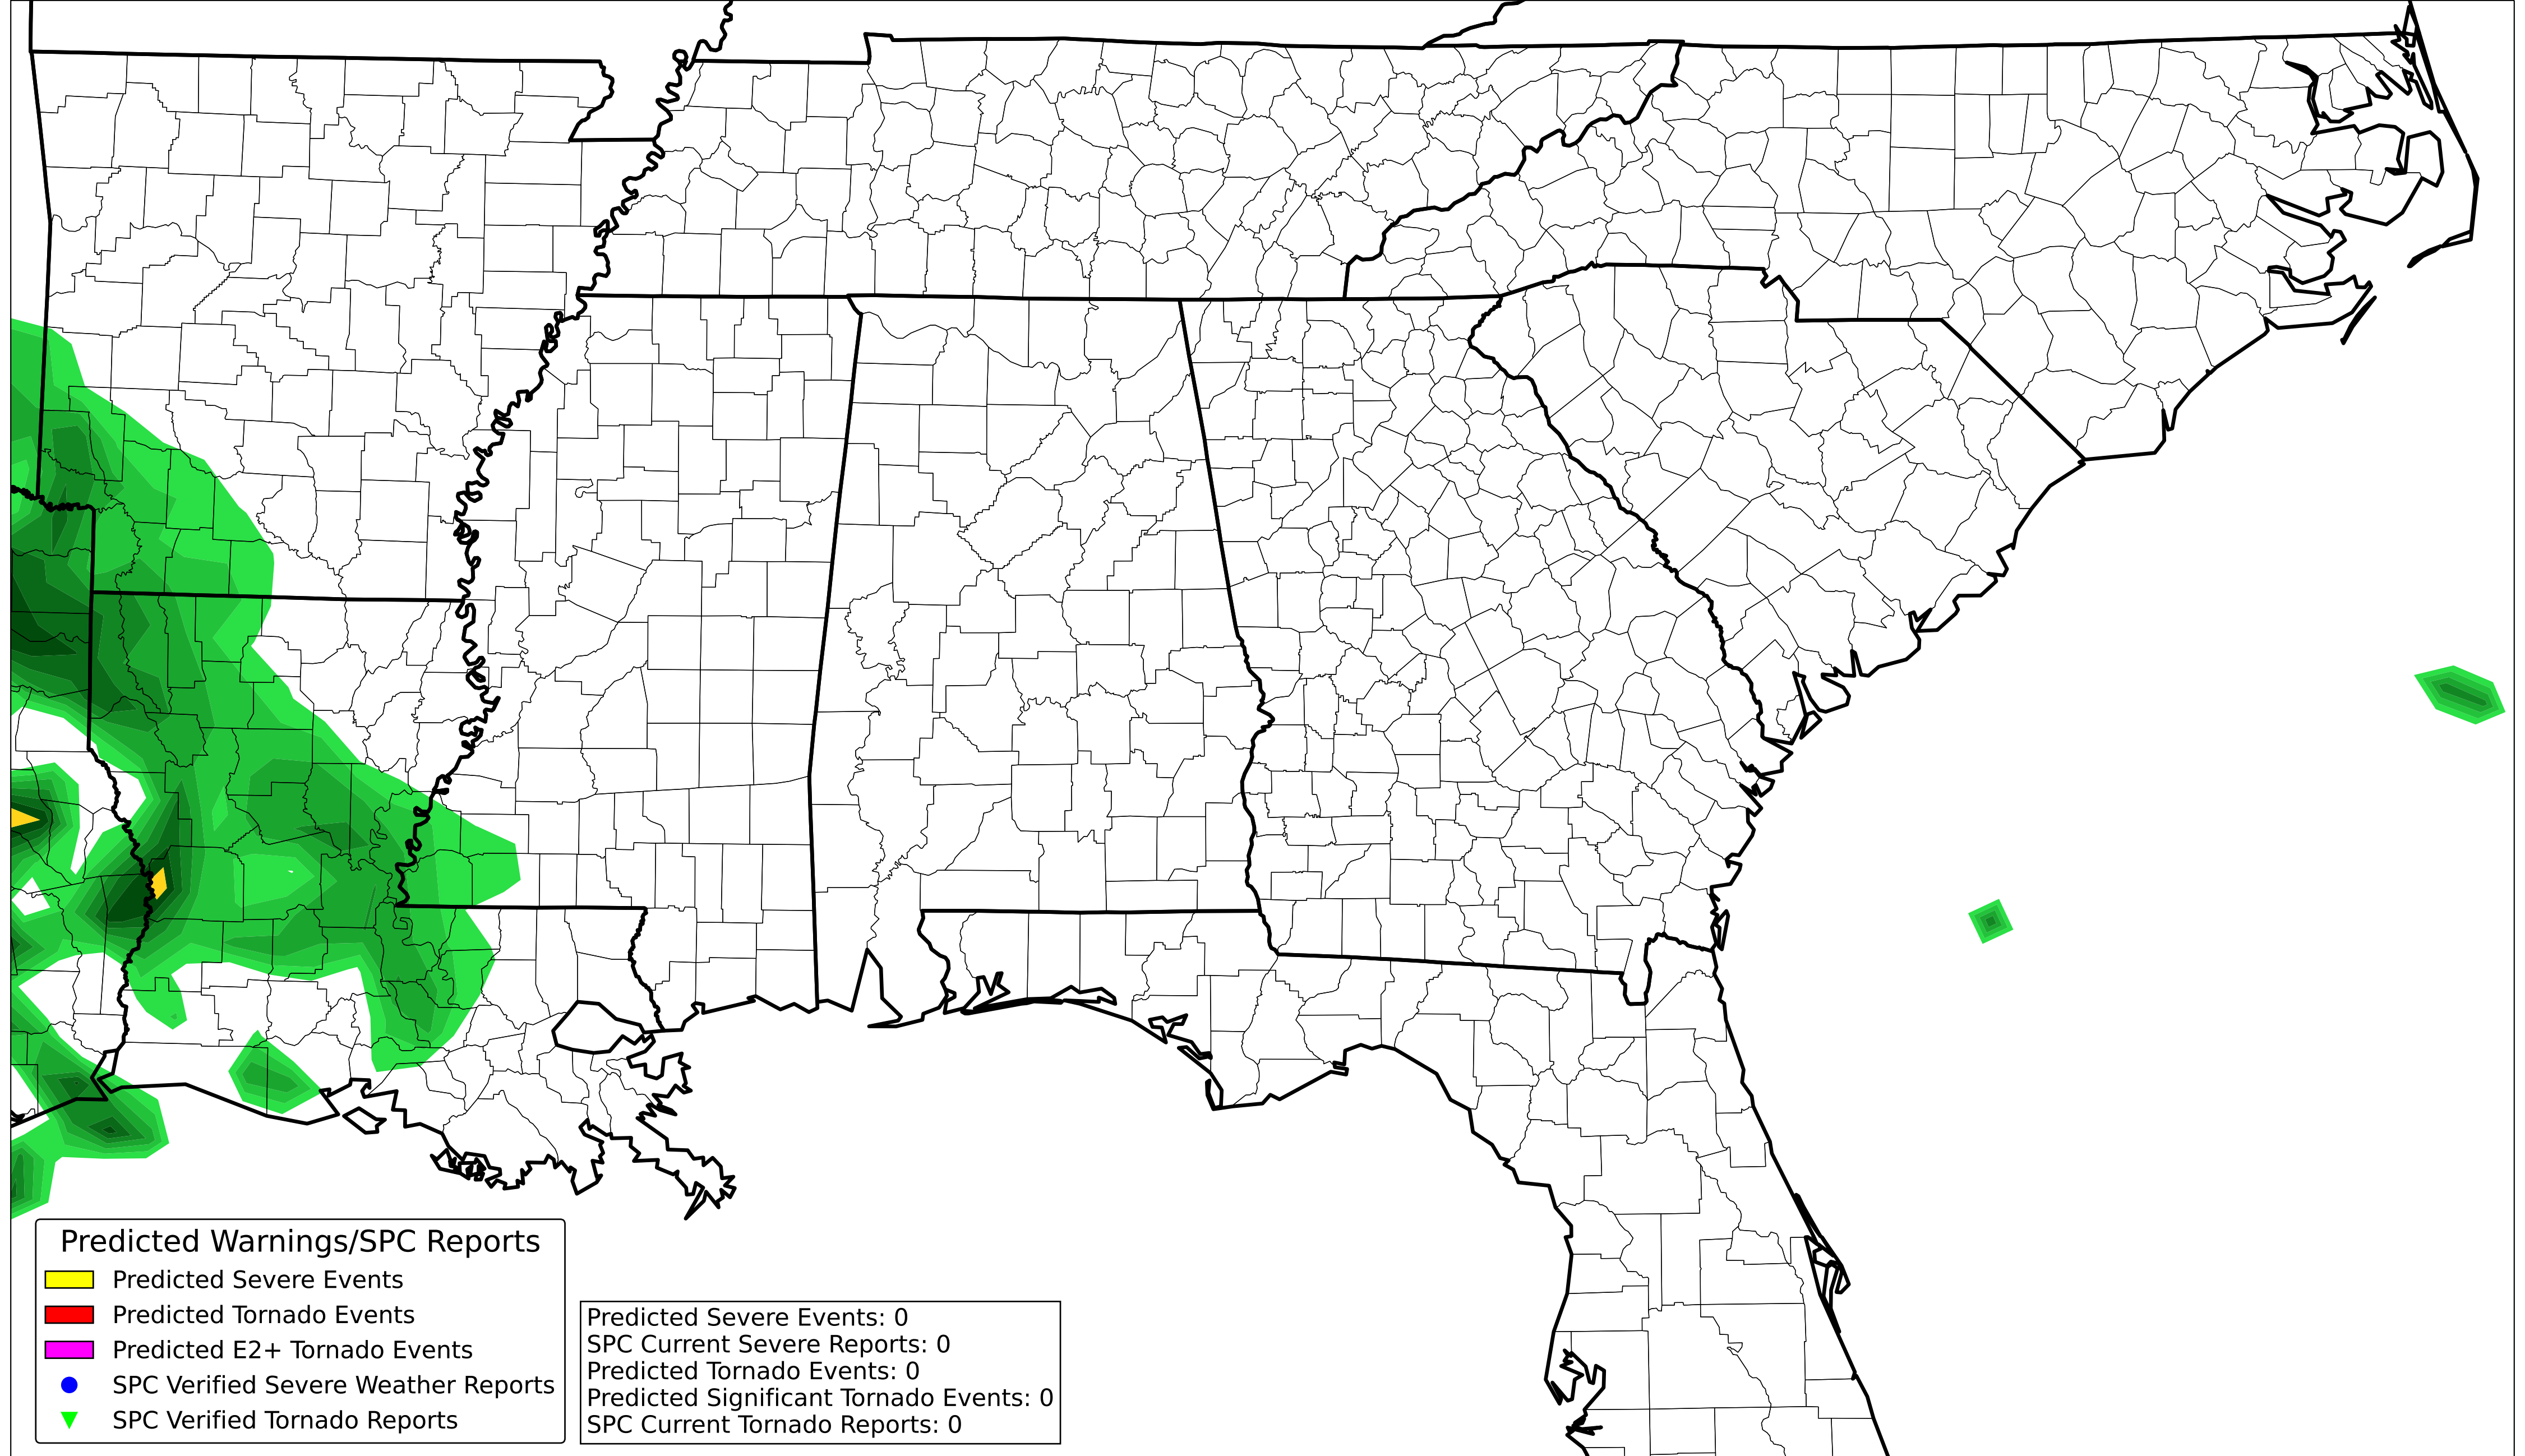 Predicted Warnings/SPC Reports
Predicted Severe Events
Predicted Tornado Events
Predicted E2+ Tornado Events
SPC Verified Severe Weather Reports
SPC Verified Tornado Reports
Predicted Severe Events: 0
SPC Current Severe Reports: 0
Predicted Tornado Events: 0
Predicted Significant Tornado Events: 0
SPC Current Tornado Reports: 0